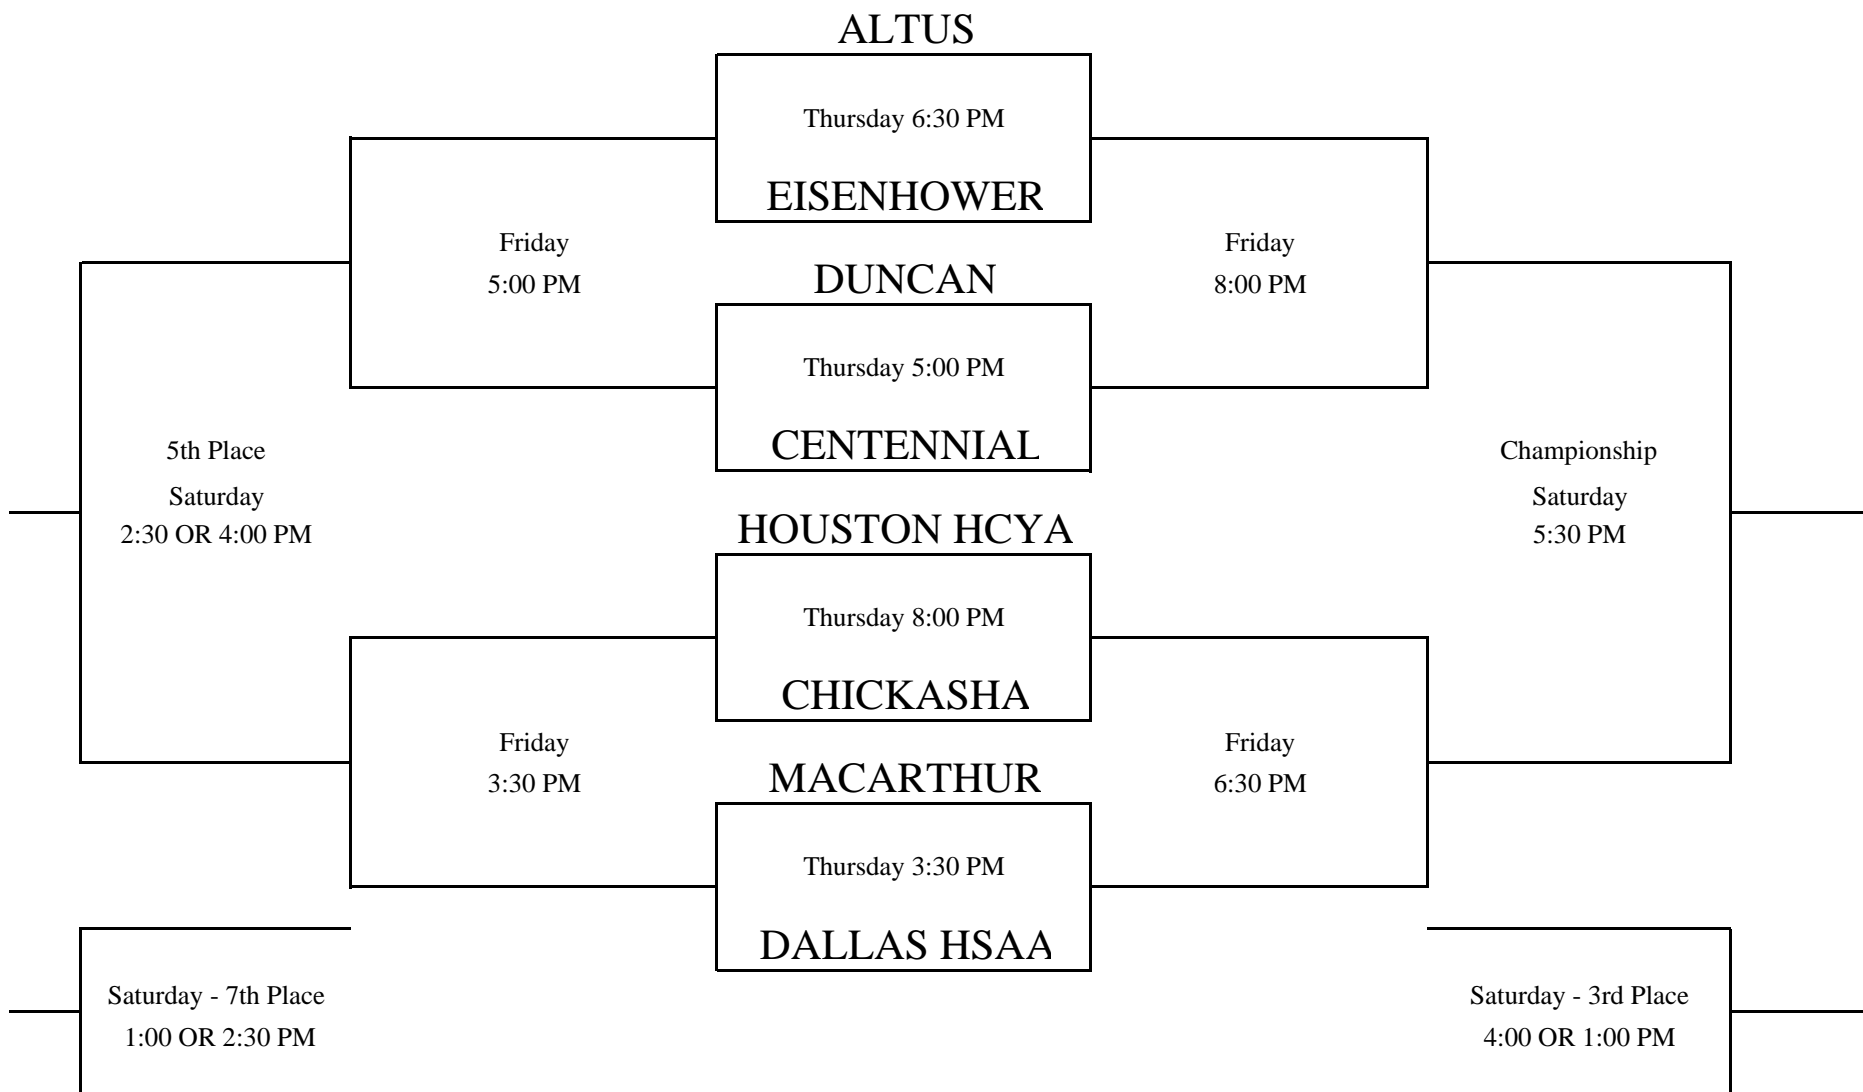 ALTUS
Thursday 6:30 PM
EISENHOWER
Friday
5:00 PM
Friday
8:00 PM
DUNCAN
Thursday 5:00 PM
CENTENNIAL
5th Place
Saturday
2:30 OR 4:00 PM
Championship
Saturday
5:30 PM
HOUSTON HCYA
Thursday 8:00 PM
CHICKASHA
Friday
3:30 PM
Friday
6:30 PM
MACARTHUR
Thursday 3:30 PM
DALLAS HSAA
Saturday - 7th Place
1:00 OR 2:30 PM
Saturday - 3rd Place
4:00 OR 1:00 PM